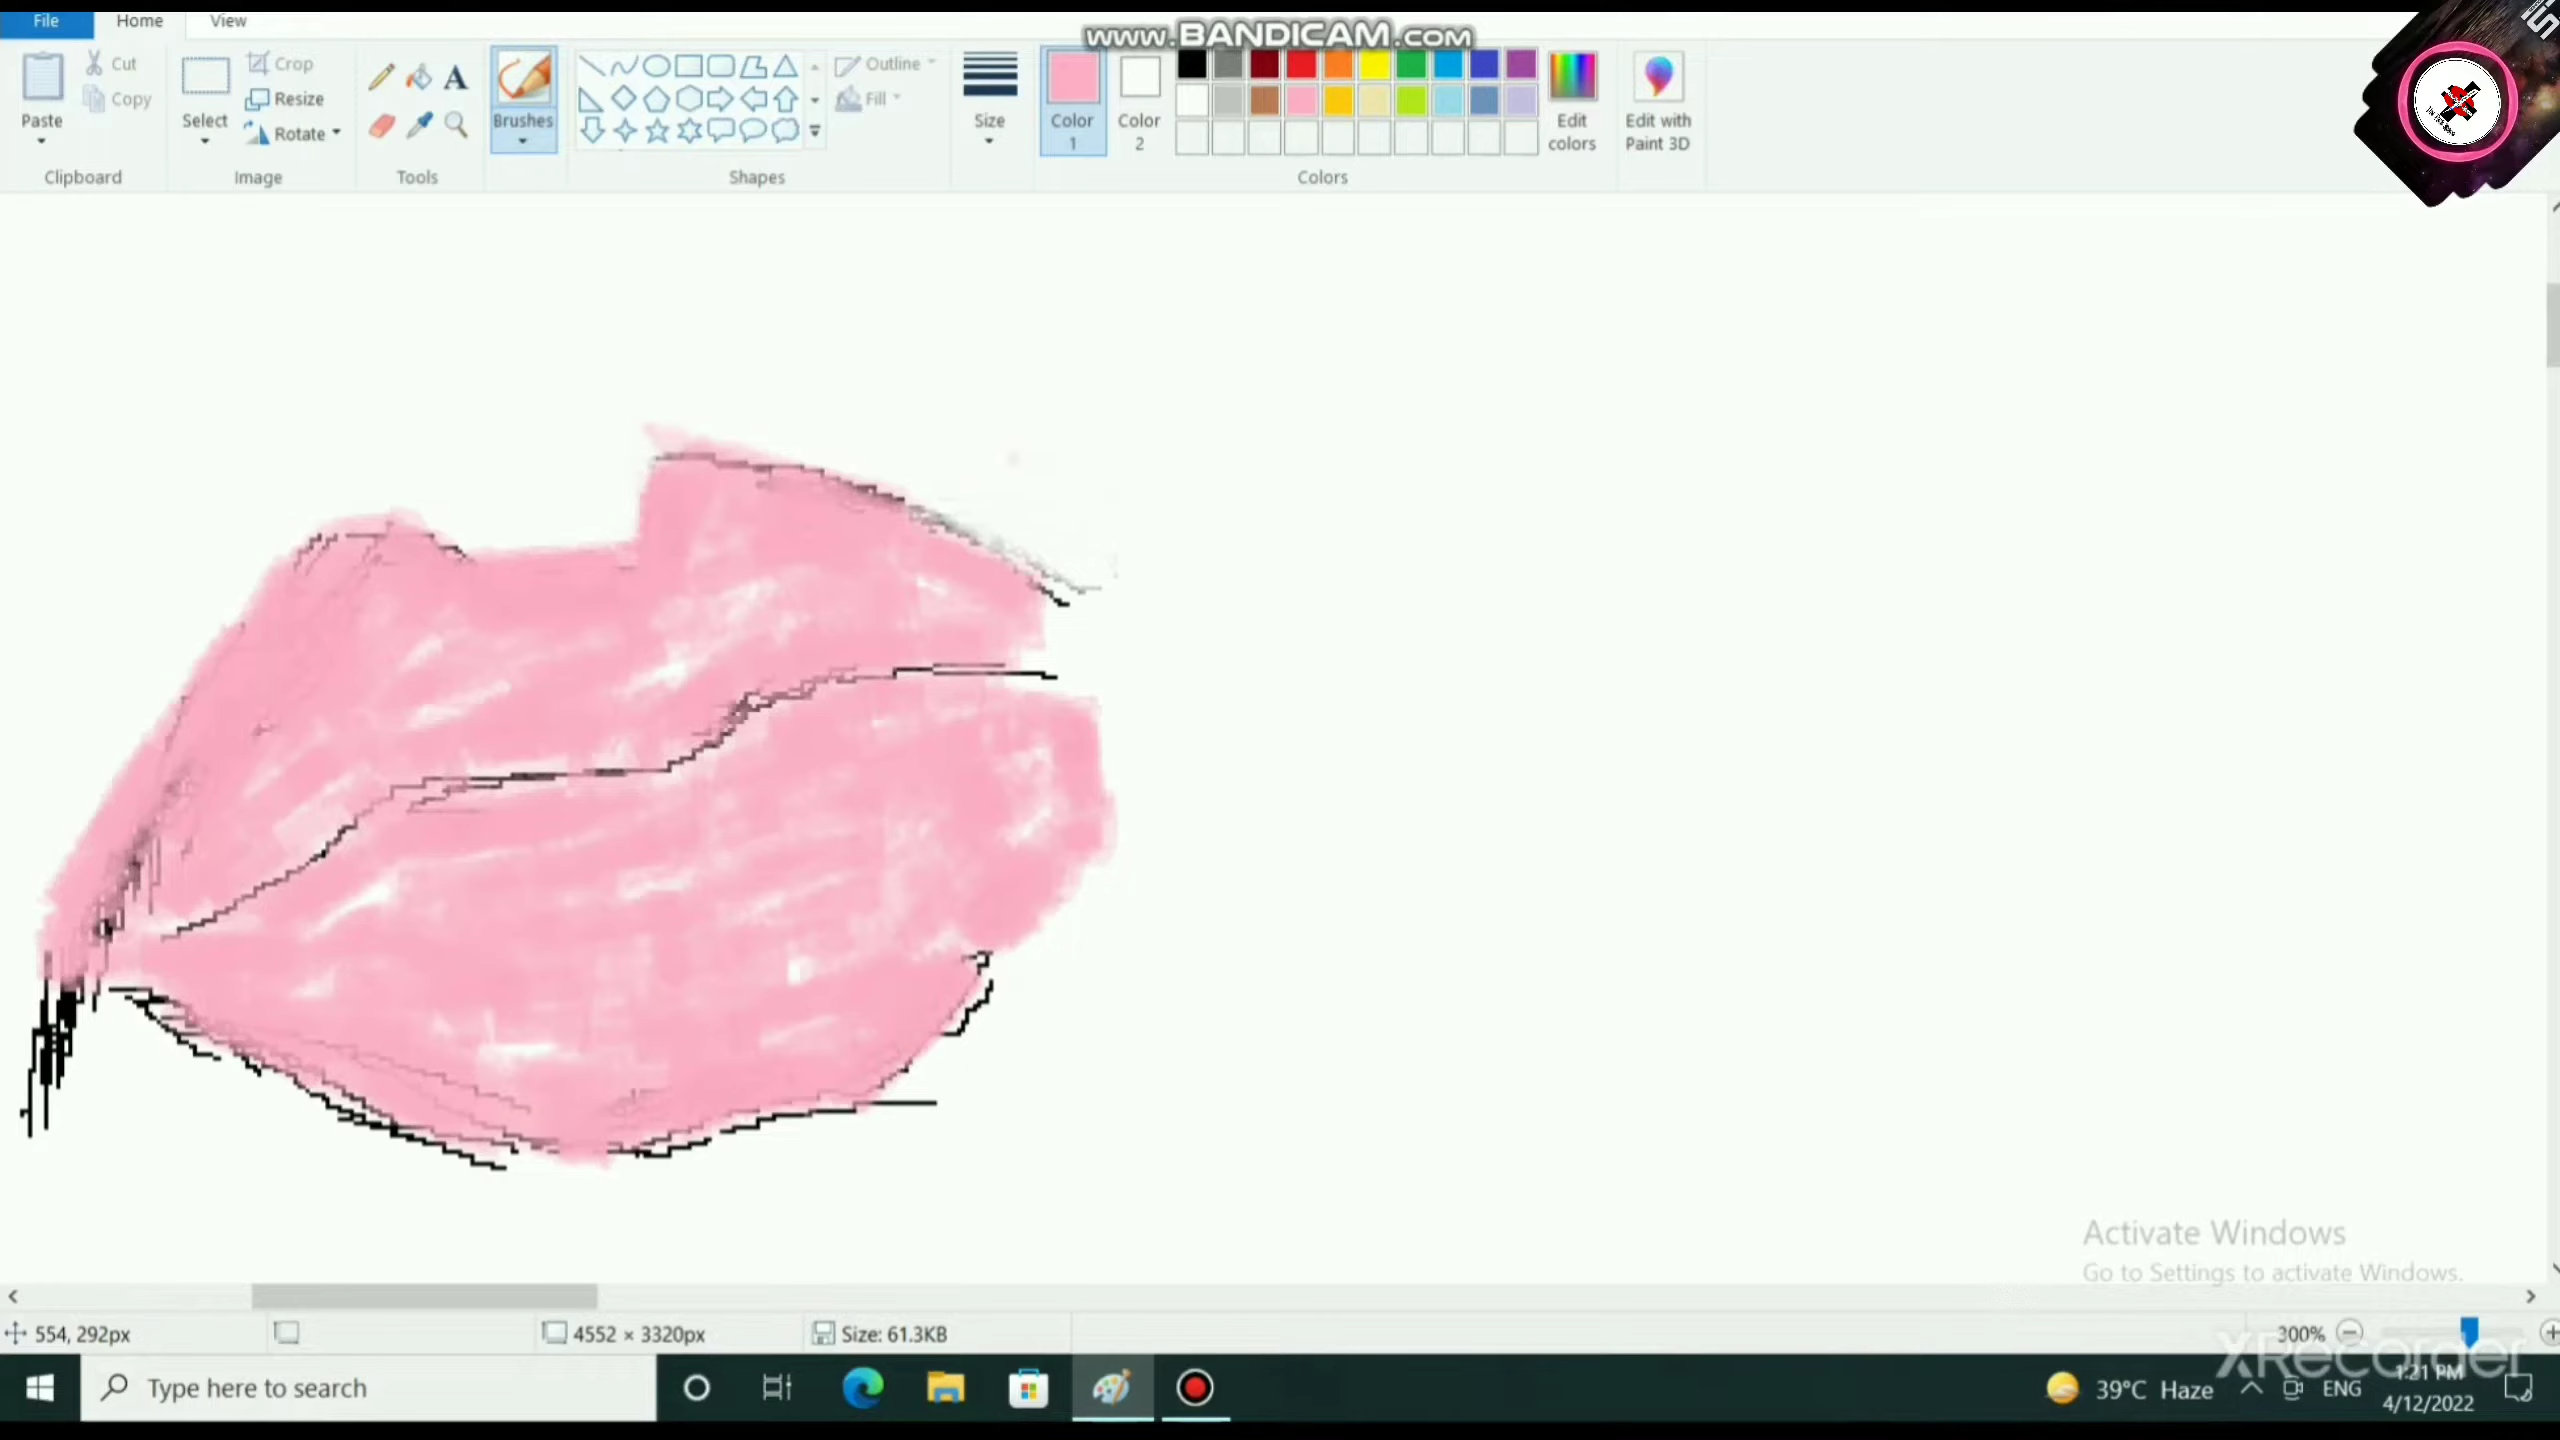 File Home View
www.BANDICAM.com
Cut
Copy
Paste
Clipboard
Select
Crop
Resize
Rotate
Image
A
Tools
Brushes
Shapes
Outline
Fill
Size
Color 1
Color 2
Colors
Edit colors
Edit with Paint 3D
Activate Windows
Go to Settings to activate Windows.
554, 292px
4552 × 3320px
Size: 61.3KB
300%
XRecorder
Type here to search
39°C Haze
ENG
1:21 PM
4/12/2022